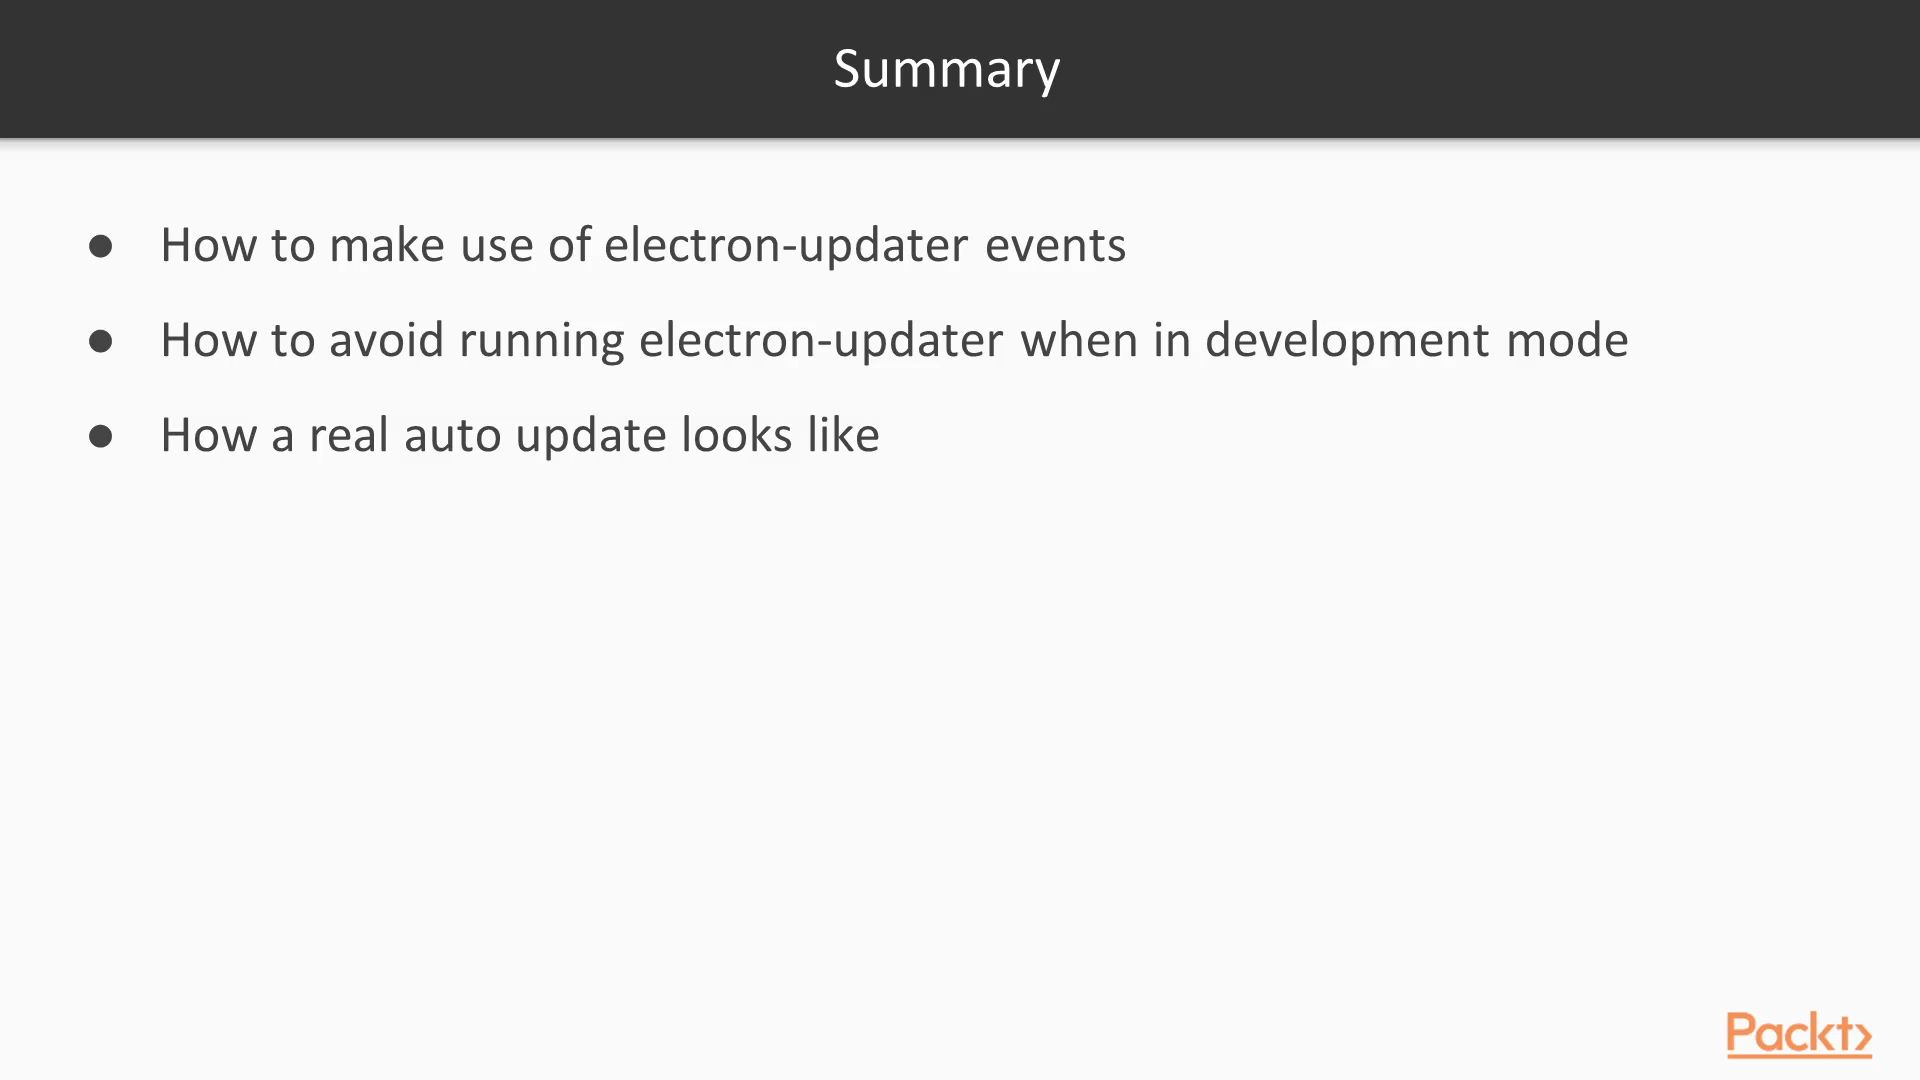 Summary
● How to make use of electron-updater events
● How to avoid running electron-updater when in development mode
● How a real auto update looks like
Packt>